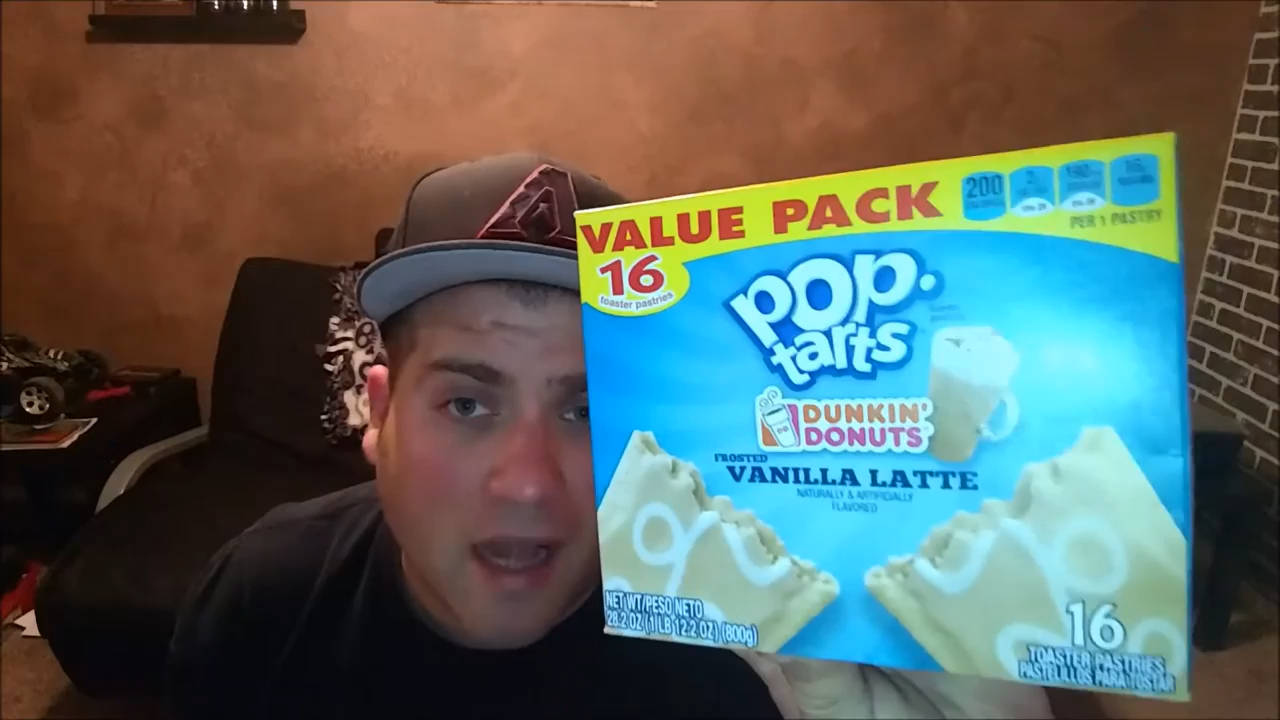 VALUE PACK
16
toaster pastries
200
PER 1 PASTRY
POP.
tarts
DUNKIN'
DONUTS
FROSTED
VANILLA LATTE
NATURALLY & ARTIFICIALLY
FLAVORED
NET WT/PESO NETO
28.2 OZ (1 LB 12.2 OZ) (800g)
16
TOASTER PASTRIES
PASTELILLOS PARA TOSTAR